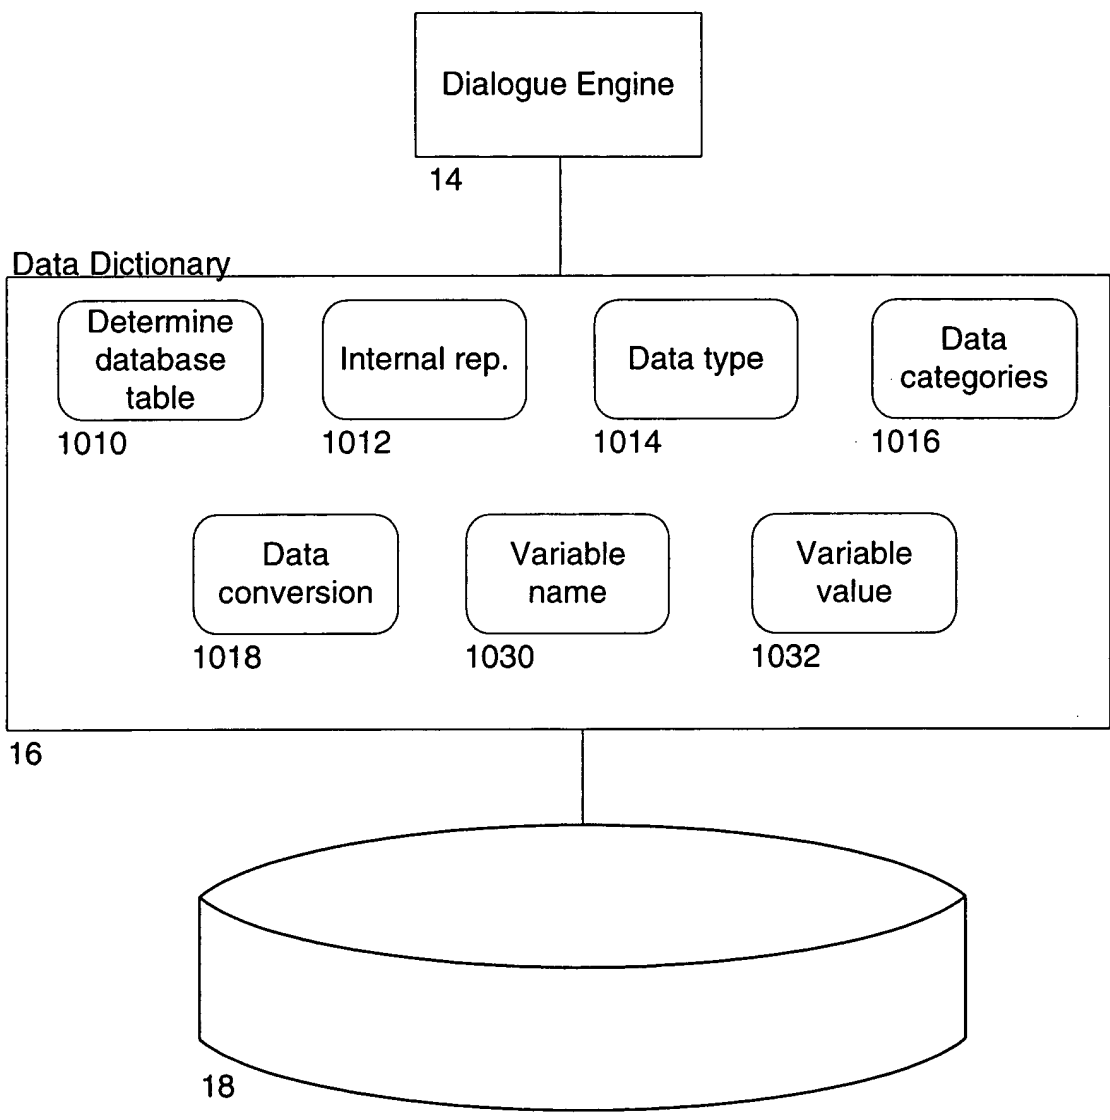 Dialogue Engine
14
Data Dictionary
Determine
database
table
1010
Internal rep.
1012
Data type
1014
Data
categories
1016
Data
conversion
1018
Variable
name
1030
Variable
value
1032
16
18